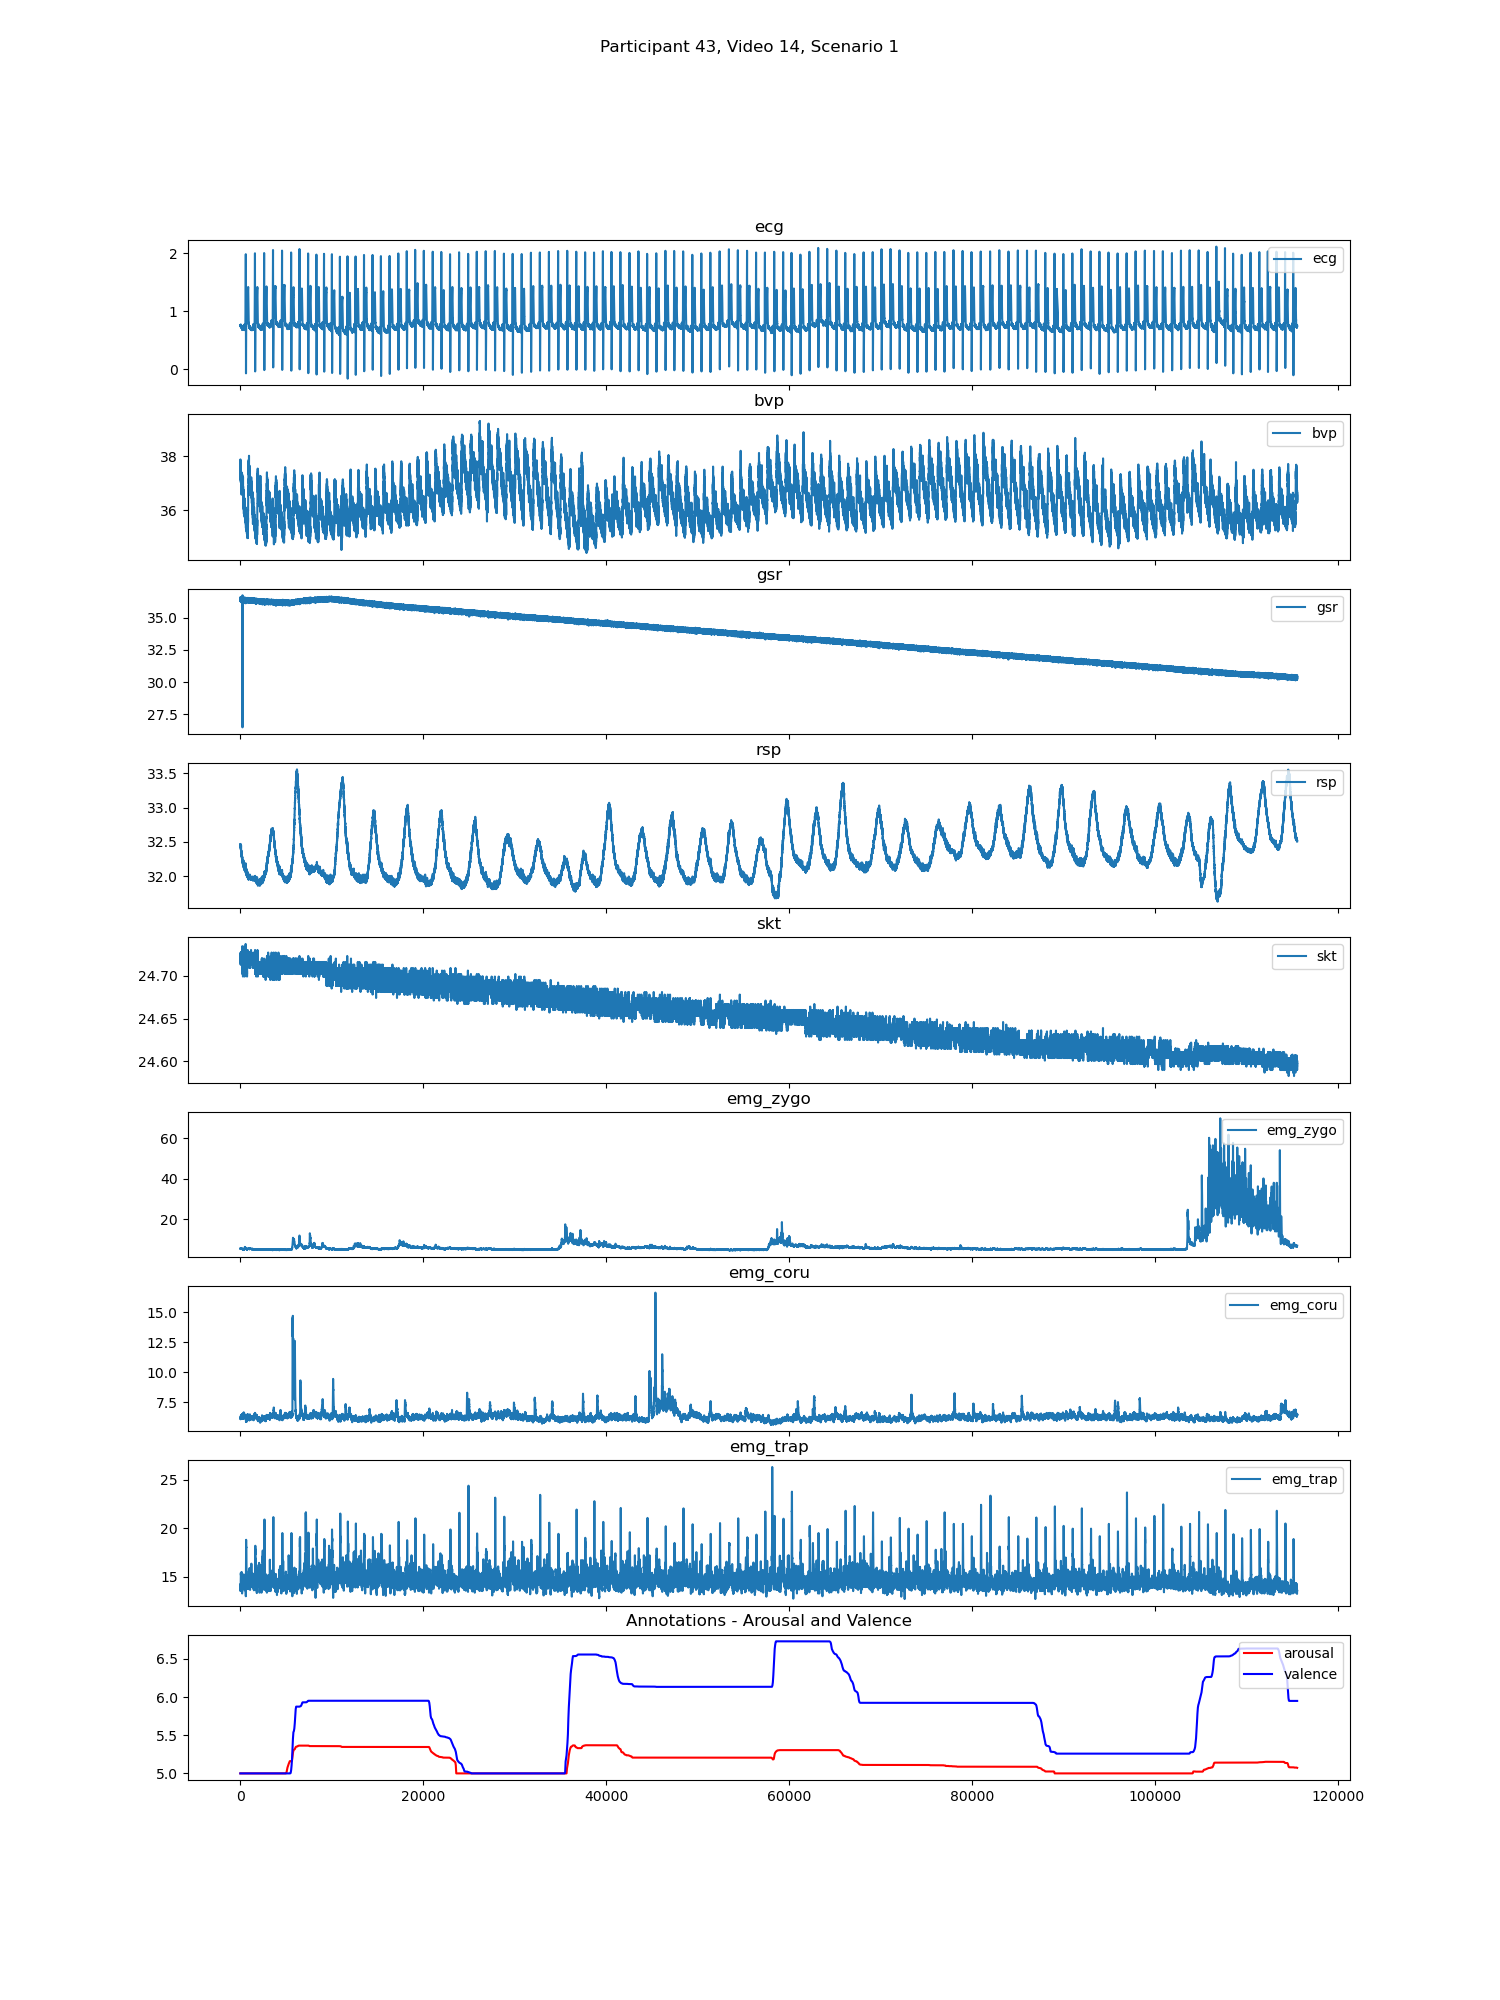 Participant 43, Video 14, Scenario 1
ecg
2
1
0
ecg
bvp
38
36
bvp
gsr
35.0
32.5
30.0
27.5
gsr
rsp
33.5
33.0
32.5
32.0
rsp
skt
24.70
24.65
24.60
skt
emg_zygo
60
40
20
emg_zygo
emg_coru
15.0
12.5
10.0
7.5
emg_coru
emg_trap
25
20
15
emg_trap
Annotations - Arousal and Valence
6.5
6.0
5.5
5.0
arousal
valence
0 20000 40000 60000 80000 100000 120000